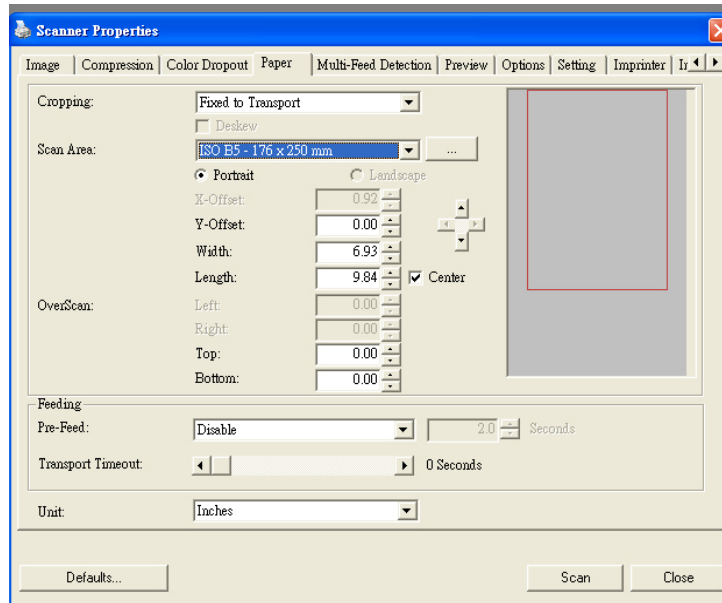 Scanner Properties
Image Compression Color Dropout Paper Multi-Feed Detection Preview Options Setting Imprinter
Cropping: Fixed to Transport
Deskew
Scan Area: ISO B5 - 176 x 250 mm ...
Portrait Landscape
X-Offset: 0.92
Y-Offset: 0.00
Width: 6.93
Length: 9.84 Center
OverScan: Left: 0.00
Right: 0.00
Top: 0.00
Bottom: 0.00
Feeding
Pre-Feed: Disable 2.0 Seconds
Transport Timeout: 0 Seconds
Unit: Inches
Defaults... Scan Close